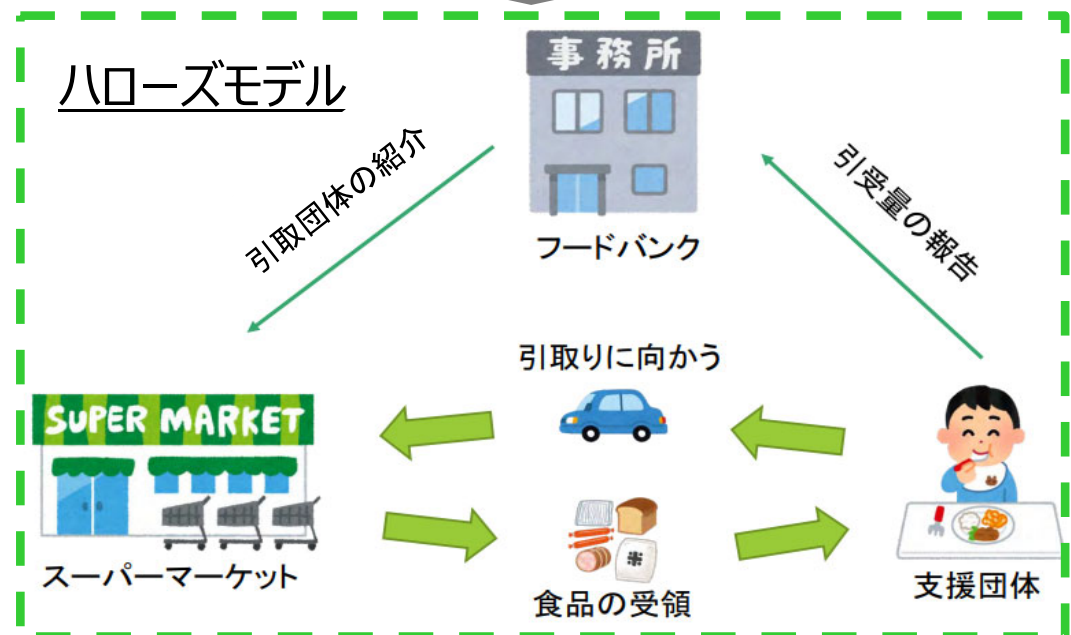 ハローズモデル
事務所
引取団体の紹介
引受量の報告
フードバンク
引取りに向かう
SUPER MARKET
米
スーパーマーケット
食品の受領
支援団体